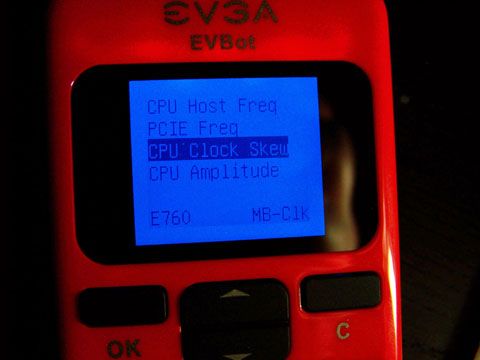 EVGA
EVBot
CPU Host Freq
PCIE Freq
CPU Clock Skew
CPU Amplitude
E760 MB-Clk
OK
C